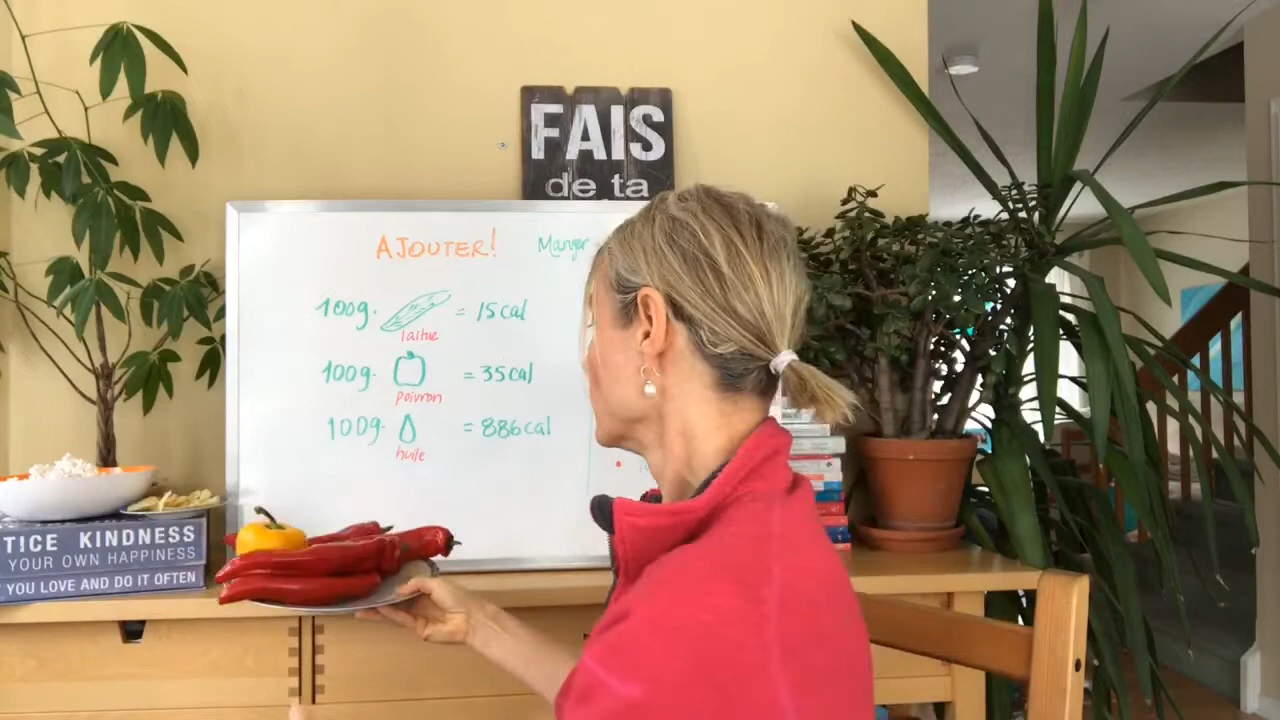 FAIS
de ta
AJOUTER!
Manger
100g. = 15 cal
laitue
100g. = 35 cal
poivron
100g. = 886 cal
huile
TICE KINDNESS
YOUR OWN HAPPINESS
YOU LOVE AND DO IT OFTEN